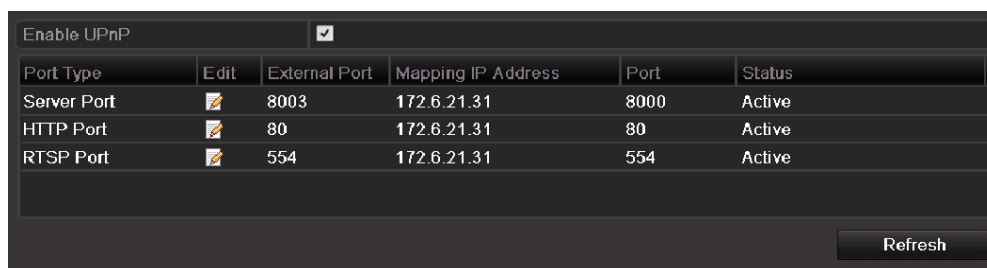 Enable UPnP
Port Type Edit External Port Mapping IP Address Port Status
Server Port 8003 172.6.21.31 8000 Active
HTTP Port 80 172.6.21.31 80 Active
RTSP Port 554 172.6.21.31 554 Active
Refresh